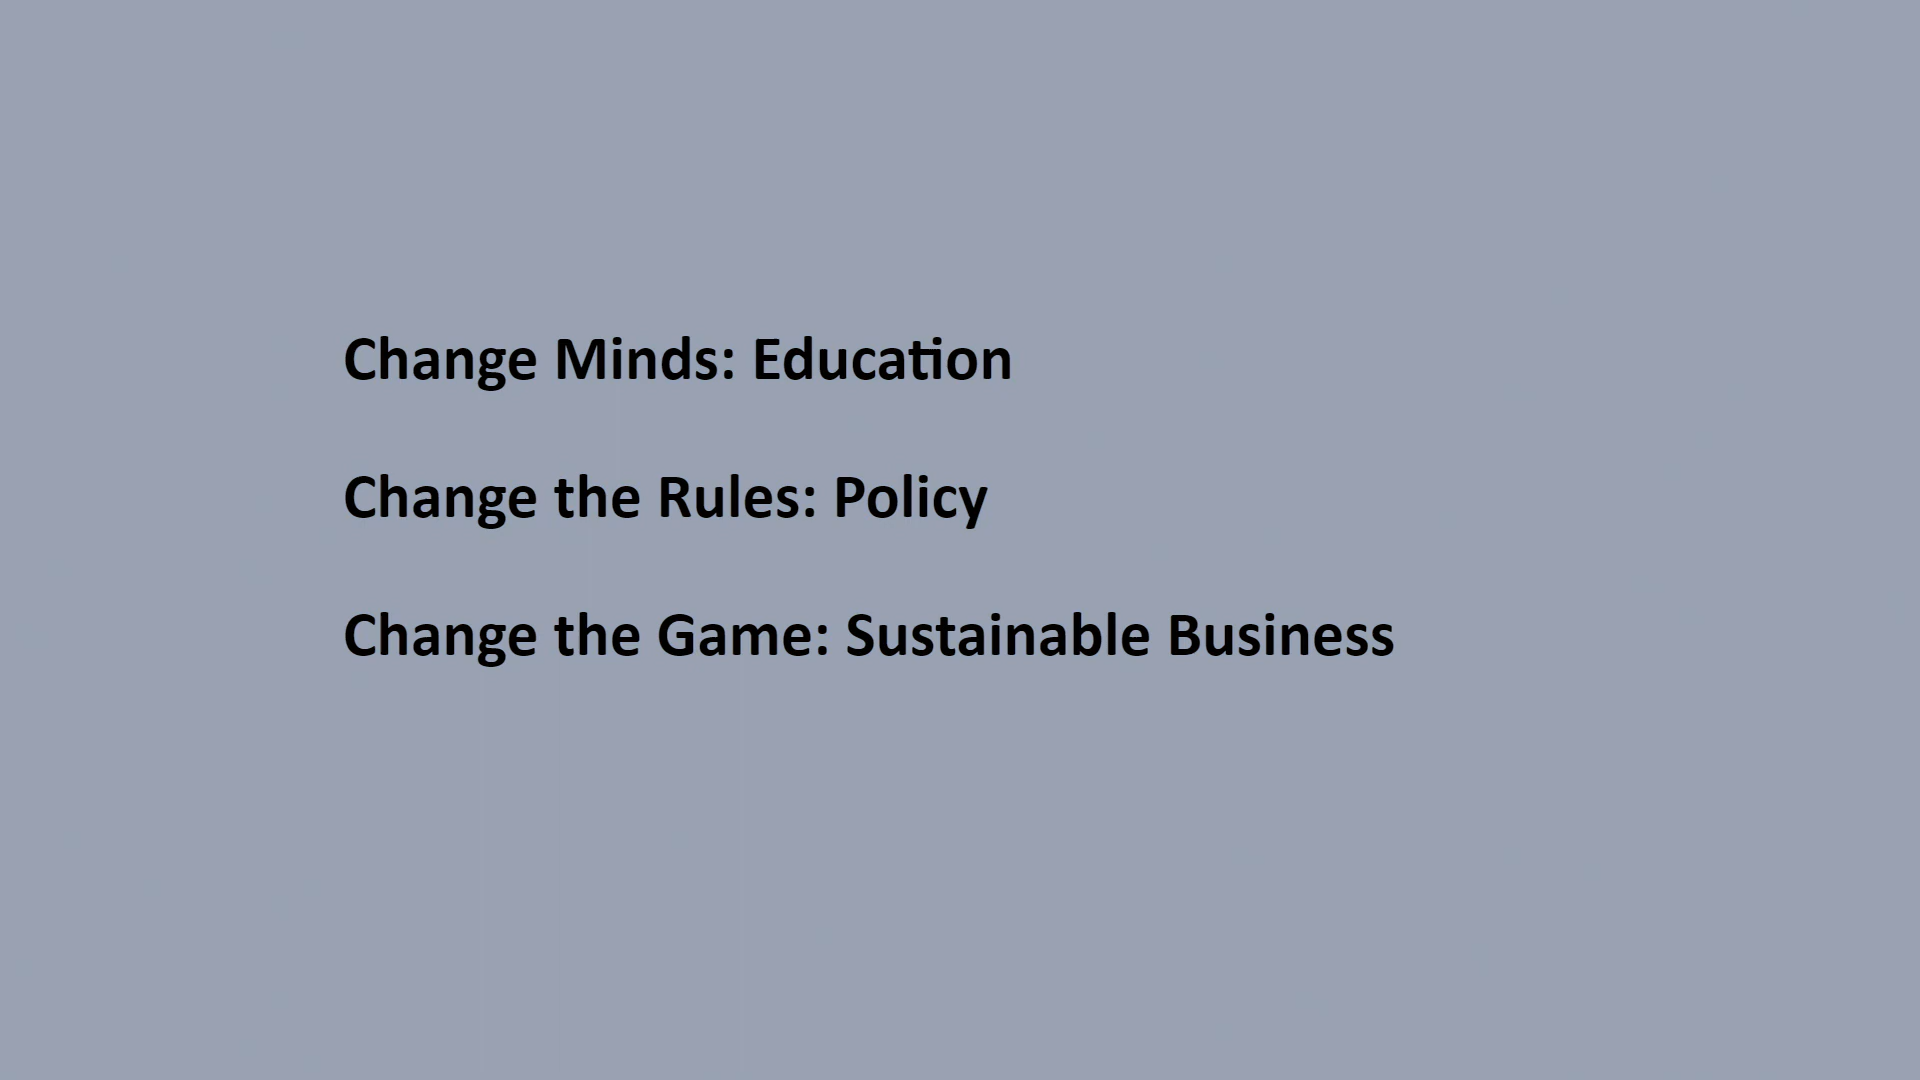 Change Minds: Education
Change the Rules: Policy
Change the Game: Sustainable Business